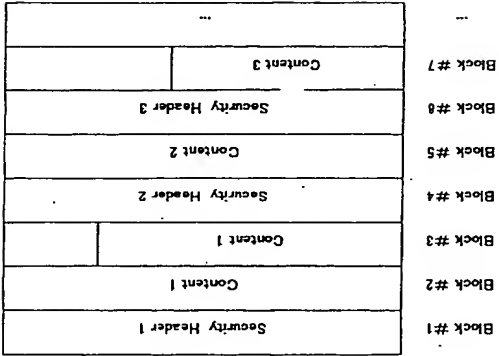 Block #1 Security Header 1
Block #2 Content 1
Block #3 Content 1
Block #4 Security Header 2
Block #5 Content 2
Block #6 Security Header 3
Block #7 Content 3
... ...